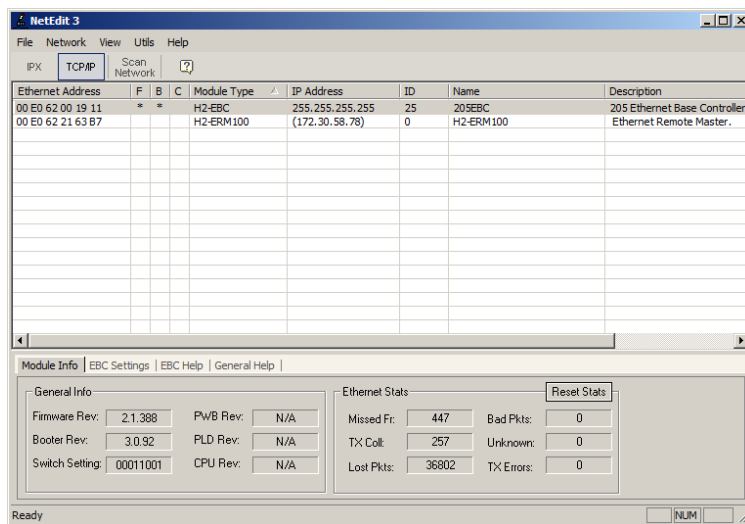 NetEdit 3
File Network View Utils Help
IPX TCP/IP Scan Network
Ethernet Address F B C Module Type IP Address ID Name Description
00 E0 62 00 19 11 * * H2-EBC 255.255.255.255 25 205EBC 205 Ethernet Base Controller
00 E0 62 21 63 B7 H2-ERM100 (172.30.58.78) 0 H2-ERM100 Ethernet Remote Master.
Module Info EBC Settings EBC Help General Help
General Info Ethernet Stats Reset Stats
Firmware Rev: 2.1.388 PWB Rev: N/A Missed Fr: 447 Bad Pkts: 0
Booter Rev: 3.0.92 PLD Rev: N/A TX Coll: 257 Unknown: 0
Switch Setting: 00011001 CPU Rev: N/A Lost Pkts: 36802 TX Errors: 0
Ready NUM